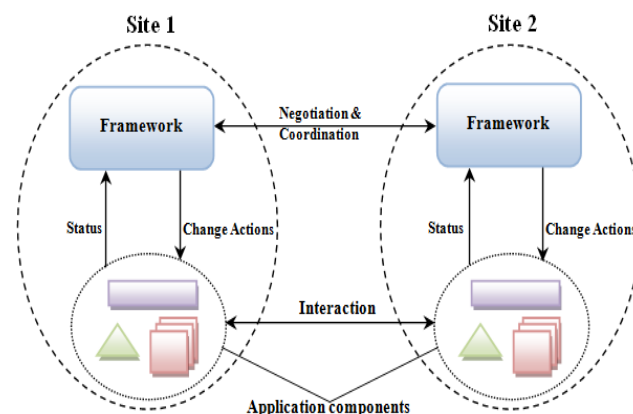 Site 1
Site 2
Framework
Negotiation &
Coordination
Framework
Status
Change Actions
Status
Change Actions
Interaction
Application components